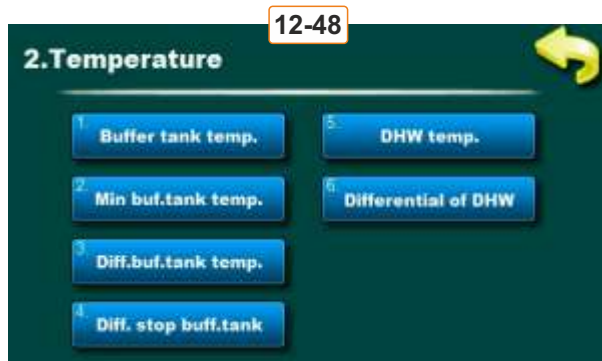 12-48
2.Temperature
1.
Buffer tank temp.
2.
Min buf.tank temp.
3.
Diff.buf.tank temp.
4.
Diff. stop buff.tank
5.
DHW temp.
6.
Differential of DHW